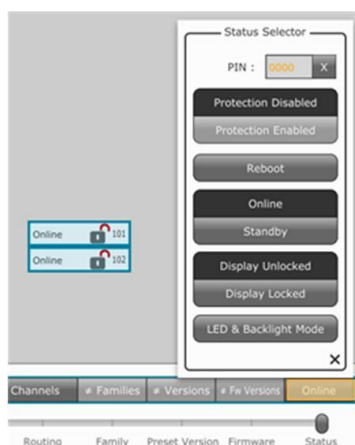 Status Selector
PIN : 0000 X
Protection Disabled
Protection Enabled
Reboot
Online
Standby
Display Unlocked
Display Locked
LED & Backlight Mode
X
Online 101
Online 102
Channels # Families # Versions # Fw Versions Online
Routing Family Preset Version Firmware Status